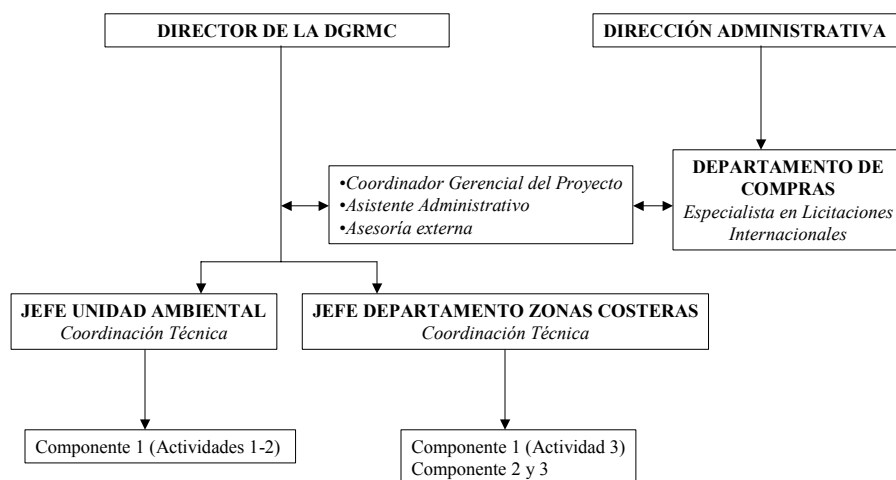 DIRECTOR DE LA DGRMC
DIRECCIÓN ADMINISTRATIVA
•Coordinador Gerencial del Proyecto
•Asistente Administrativo
•Asesoría externa
DEPARTAMENTO DE
COMPRAS
Especialista en Licitaciones
Internacionales
JEFE UNIDAD AMBIENTAL
Coordinación Técnica
JEFE DEPARTAMENTO ZONAS COSTERAS
Coordinación Técnica
Componente 1 (Actividades 1-2)
Componente 1 (Actividad 3)
Componente 2 y 3